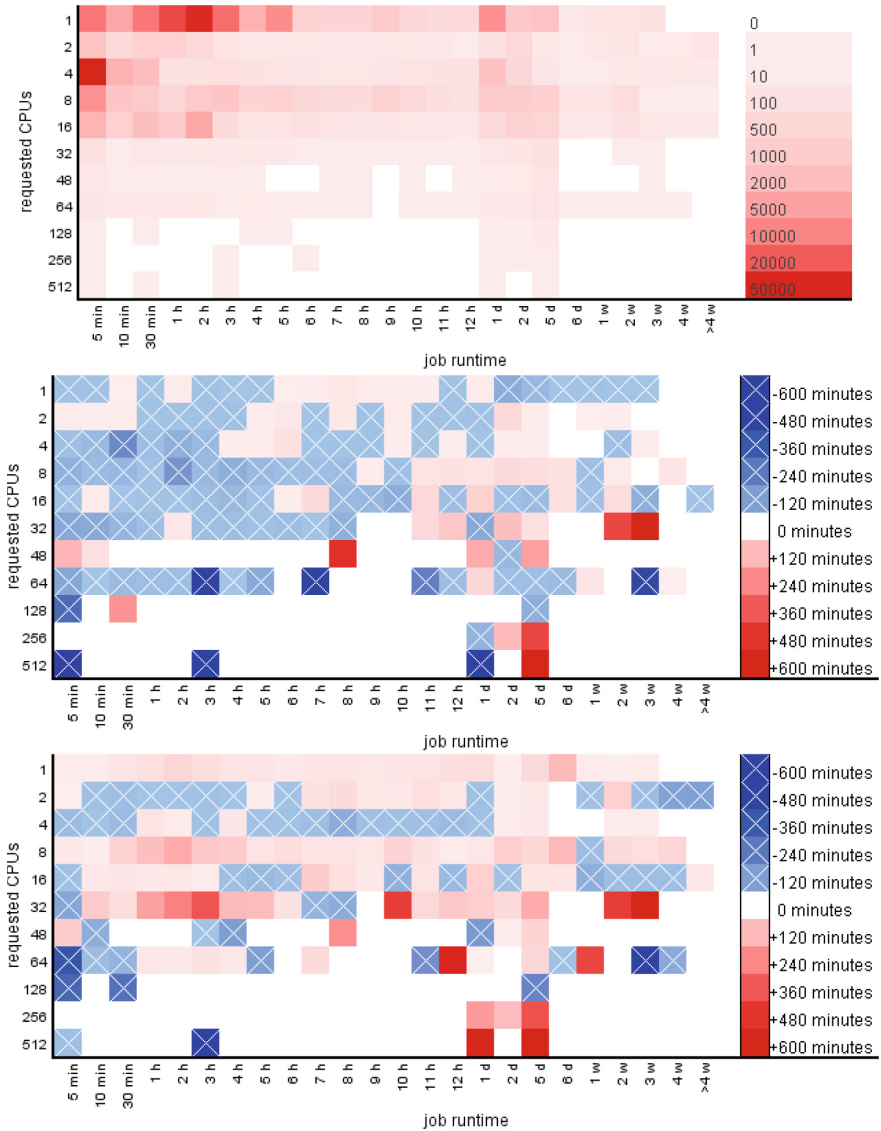 requested CPUs
1
2
4
8
16
32
48
64
128
256
512
5 min
10 min
30 min
1 h
2 h
3 h
4 h
5 h
6 h
7 h
8 h
9 h
10 h
11 h
12 h
1 d
2 d
5 d
6 d
1 w
2 w
3 w
4 w
>4 w
job runtime
0
1
10
100
500
1000
2000
5000
10000
20000
50000
requested CPUs
1
2
4
8
16
32
48
64
128
256
512
5 min
10 min
30 min
1 h
2 h
3 h
4 h
5 h
6 h
7 h
8 h
9 h
10 h
11 h
12 h
1 d
2 d
5 d
6 d
1 w
2 w
3 w
4 w
>4 w
job runtime
-600 minutes
-480 minutes
-360 minutes
-240 minutes
-120 minutes
0 minutes
+120 minutes
+240 minutes
+360 minutes
+480 minutes
+600 minutes
requested CPUs
1
2
4
8
16
32
48
64
128
256
512
5 min
10 min
30 min
1 h
2 h
3 h
4 h
5 h
6 h
7 h
8 h
9 h
10 h
11 h
12 h
1 d
2 d
5 d
6 d
1 w
2 w
3 w
4 w
>4 w
job runtime
-600 minutes
-480 minutes
-360 minutes
-240 minutes
-120 minutes
0 minutes
+120 minutes
+240 minutes
+360 minutes
+480 minutes
+600 minutes